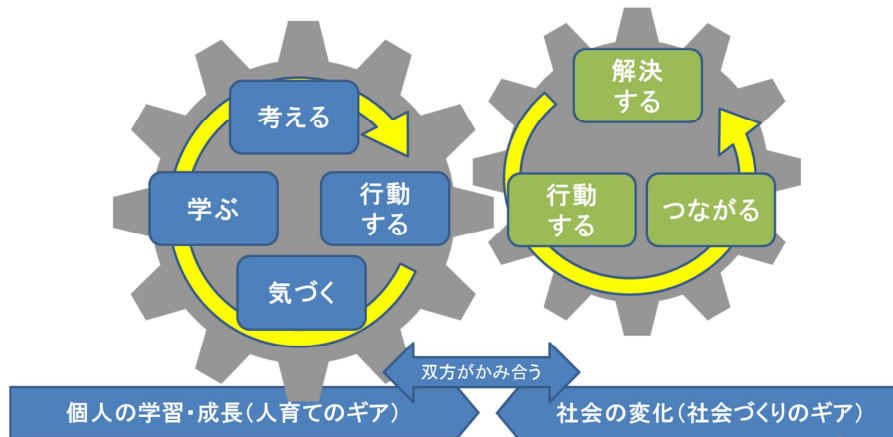 考える
学ぶ
行動
する
気づく
解決
する
行動
する
つながる
双方がかみ合う
個人の学習・成長(人育てのギア)
社会の変化(社会づくりのギア)